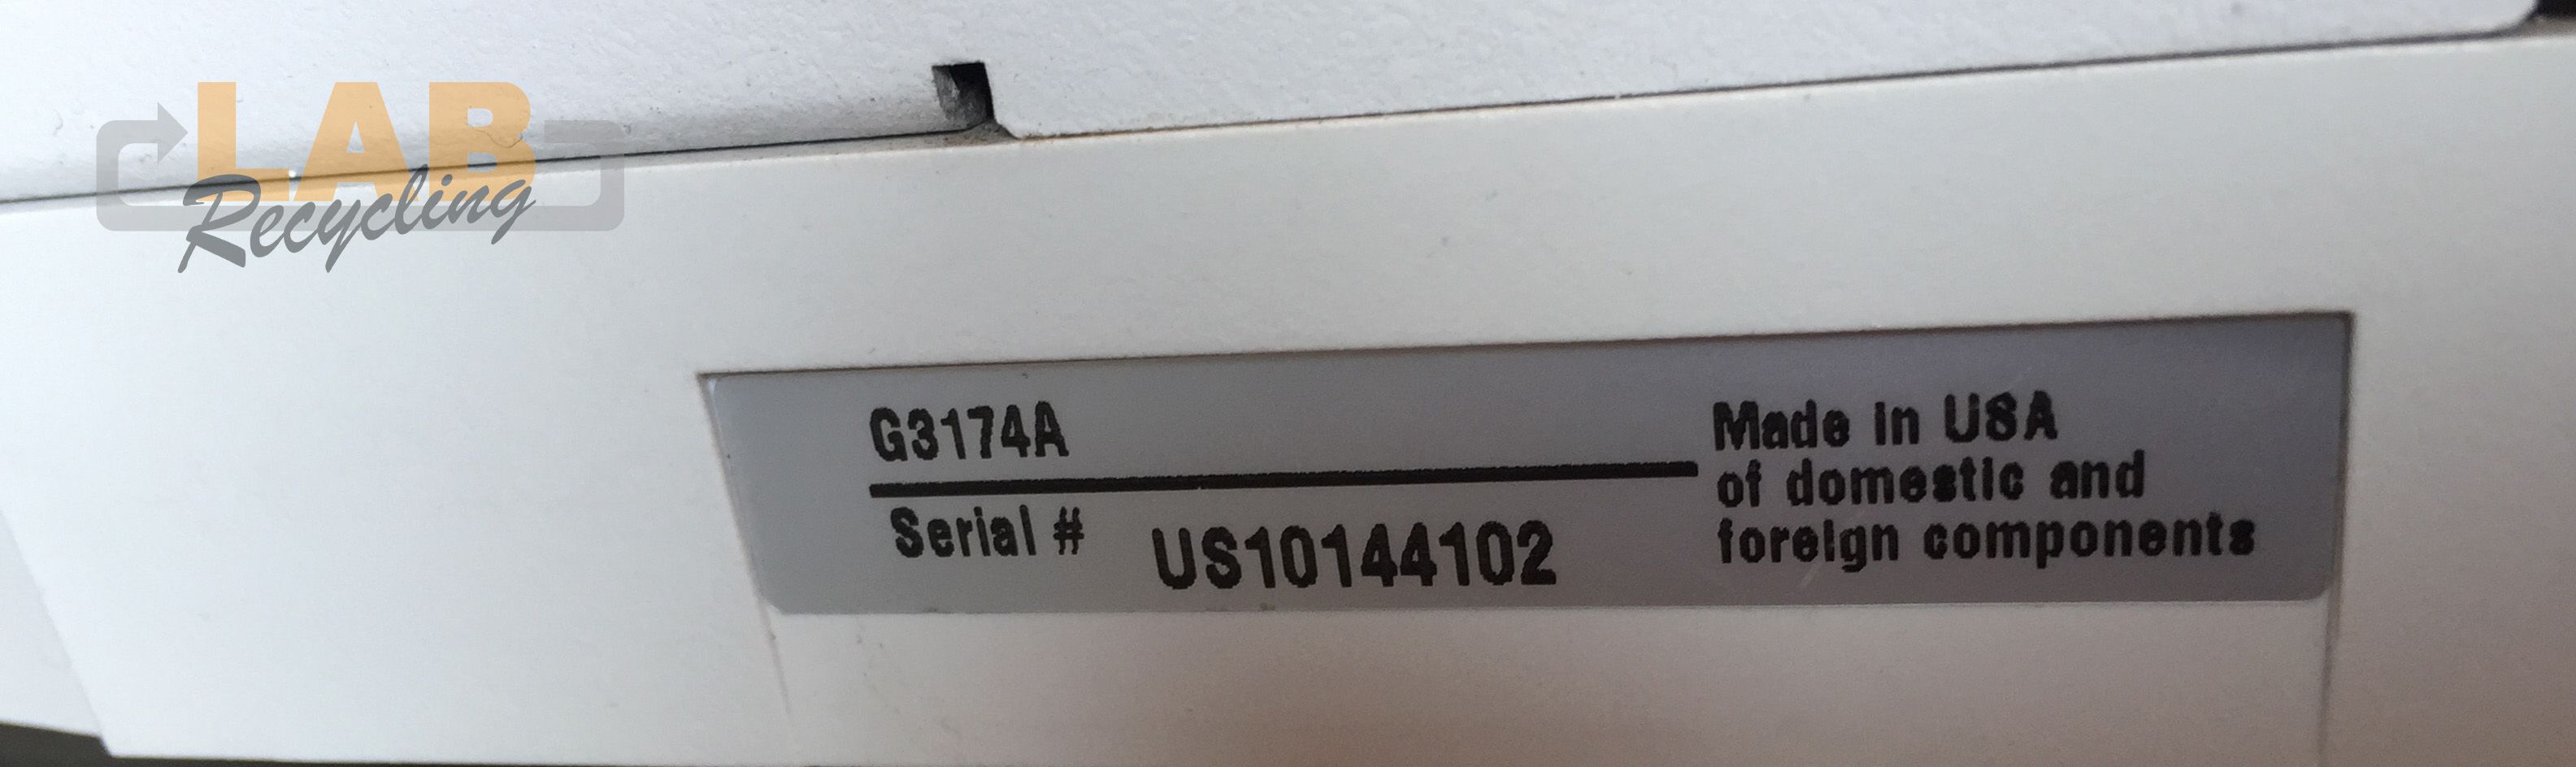 LAB
Recycling
G3174A
Made in USA
of domestic and
foreign components
Serial # US10144102